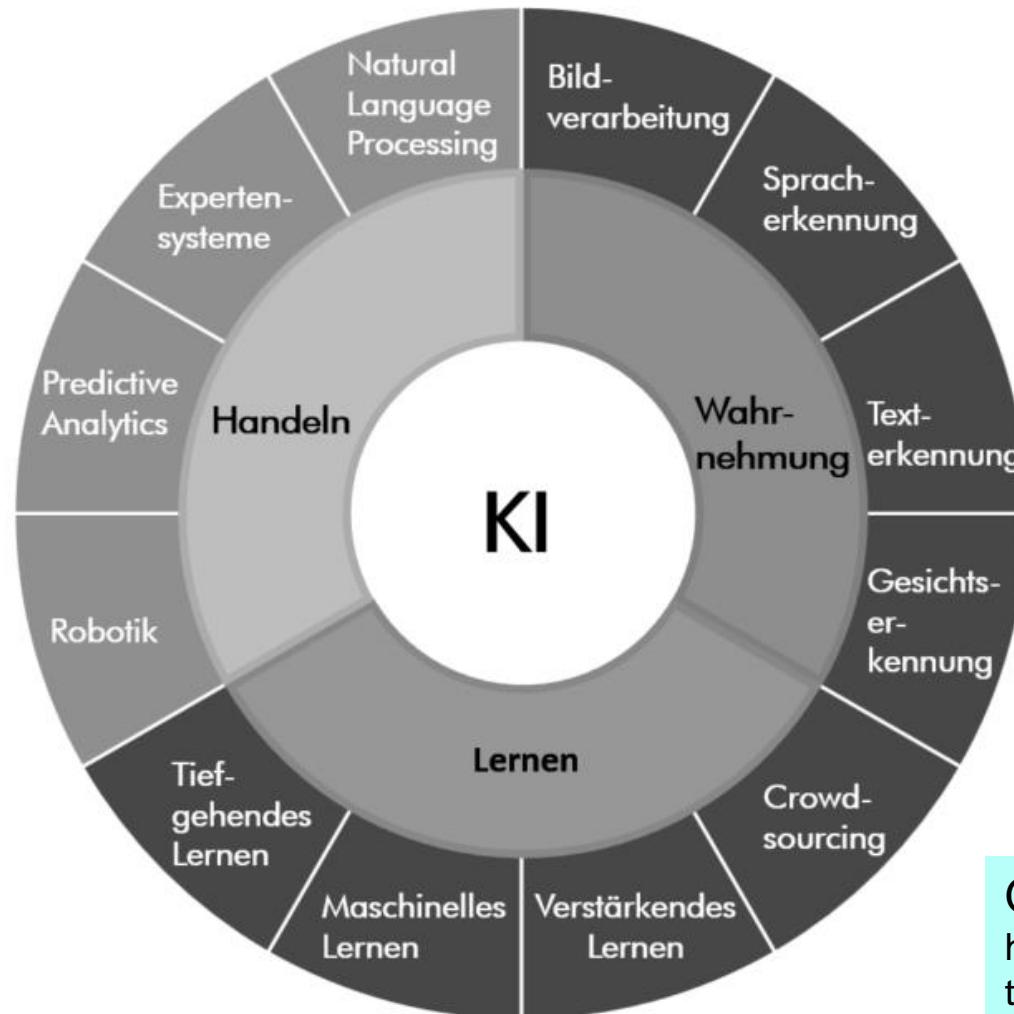 Natural
Language
Processing
Bild-
verarbeitung
Sprach-
erkennung
Text-
erkennung
Gesichts-
er-
kennung
Crowd-
sourcing
Verstärkendes
Lernen
Maschinelles
Lernen
Tief-
gehendes
Lernen
Robotik
Predictive
Analytics
Experten-
systeme
Handeln
Wahr-
nehmung
Lernen
KI